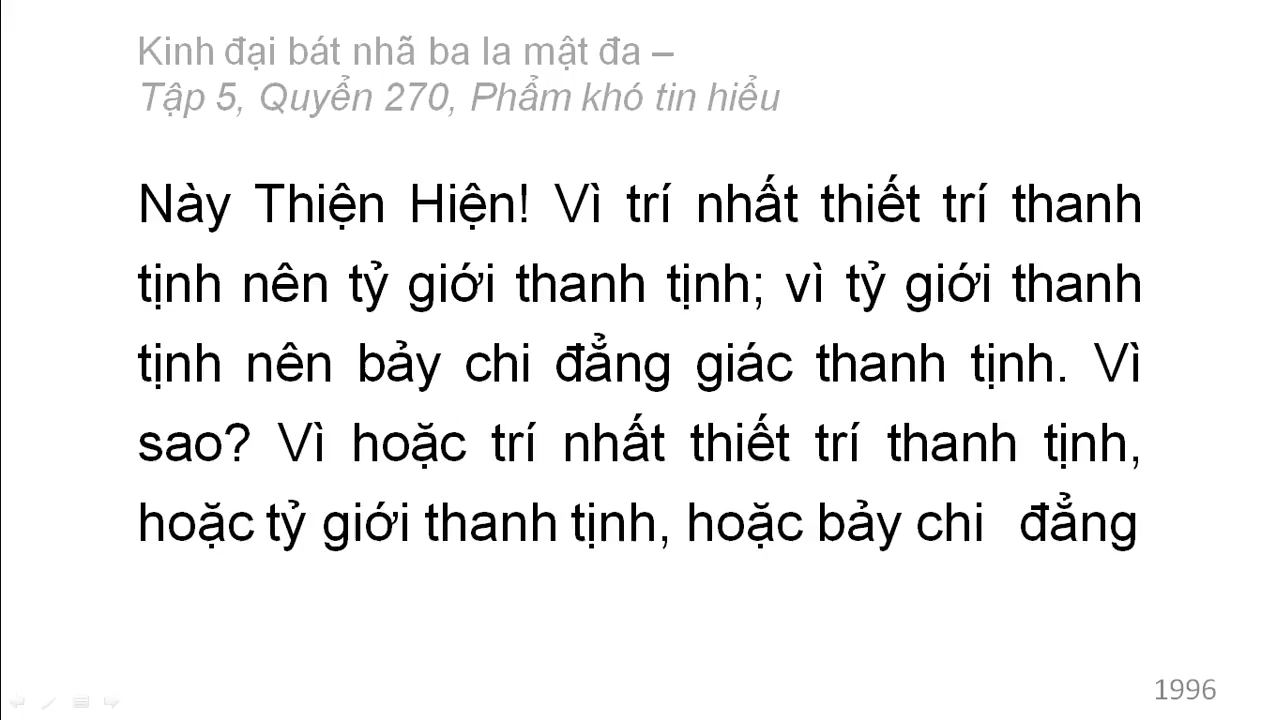 Kinh đại bát nhã ba la mật đa –
Tập 5, Quyển 270, Phẩm khó tin hiểu
Này Thiện Hiện! Vì trí nhất thiết trí thanh
tịnh nên tỷ giới thanh tịnh; vì tỷ giới thanh
tịnh nên bảy chi đẳng giác thanh tịnh. Vì
sao? Vì hoặc trí nhất thiết trí thanh tịnh,
hoặc tỷ giới thanh tịnh, hoặc bảy chi đẳng
1996